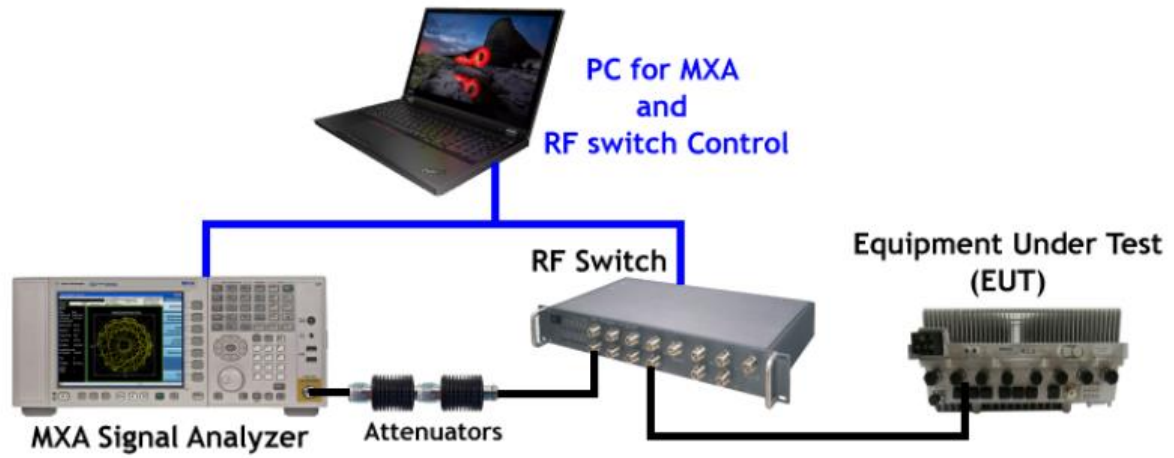 PC for MXA
and
RF switch Control
RF Switch
Equipment Under Test
(EUT)
MXA Signal Analyzer
Attenuators